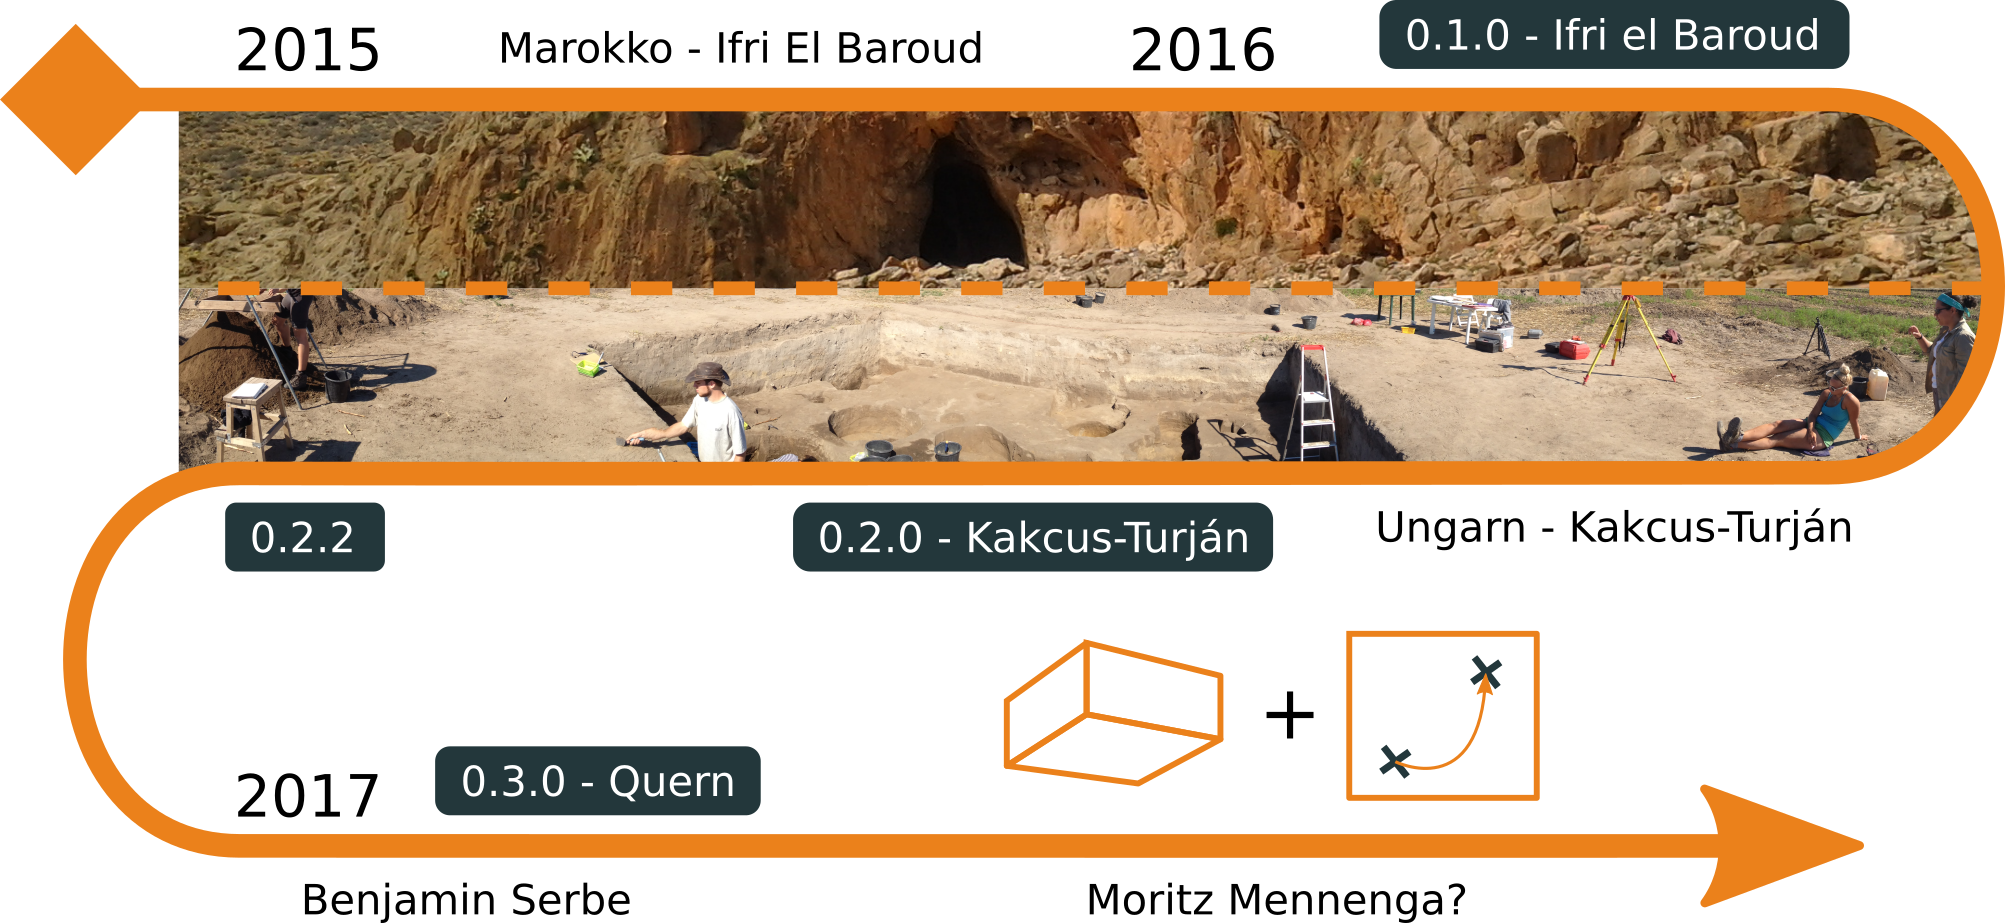 2015
Marokko - Ifri El Baroud
2016
0.1.0 - Ifri el Baroud
Ungarn - Kakcus-Turján
0.2.0 - Kakcus-Turján
0.2.2
2017
0.3.0 - Quern
+
Benjamin Serbe
Moritz Mennenga?